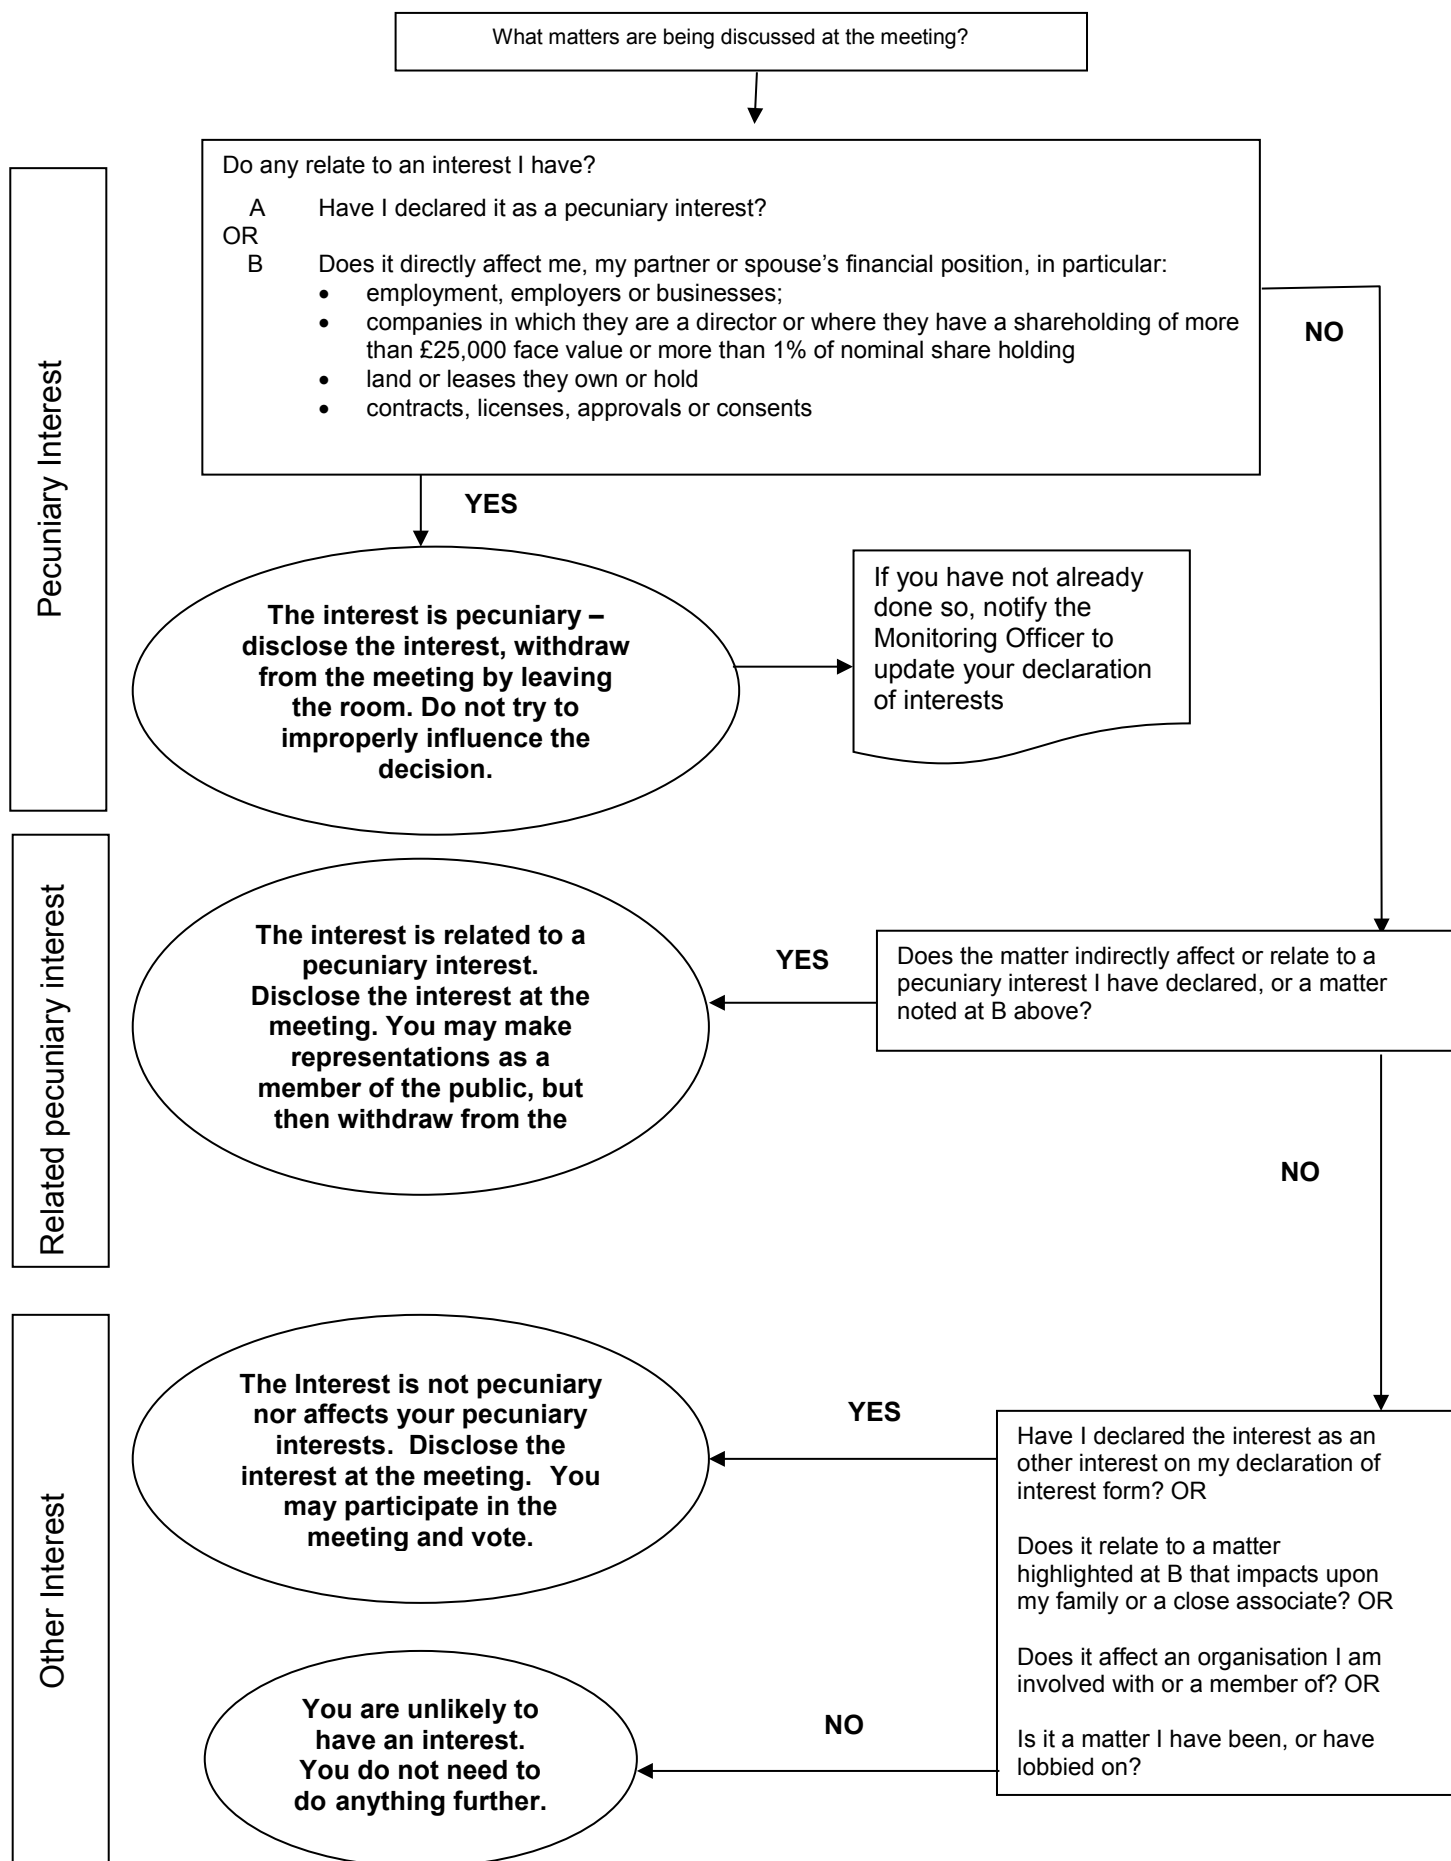 What matters are being discussed at the meeting?
Pecuniary Interest
Do any relate to an interest I have?
A Have I declared it as a pecuniary interest?
OR
B Does it directly affect me, my partner or spouse’s financial position, in particular:
• employment, employers or businesses;
• companies in which they are a director or where they have a shareholding of more
than £25,000 face value or more than 1% of nominal share holding
• land or leases they own or hold
• contracts, licenses, approvals or consents
NO
YES
The interest is pecuniary –
disclose the interest, withdraw
from the meeting by leaving
the room. Do not try to
improperly influence the
decision.
If you have not already
done so, notify the
Monitoring Officer to
update your declaration
of interests
Related pecuniary interest
The interest is related to a
pecuniary interest.
Disclose the interest at the
meeting. You may make
representations as a
member of the public, but
then withdraw from the
YES
Does the matter indirectly affect or relate to a
pecuniary interest I have declared, or a matter
noted at B above?
NO
Other Interest
The Interest is not pecuniary
nor affects your pecuniary
interests. Disclose the
interest at the meeting. You
may participate in the
meeting and vote.
YES
Have I declared the interest as an
other interest on my declaration of
interest form? OR
Does it relate to a matter
highlighted at B that impacts upon
my family or a close associate? OR
Does it affect an organisation I am
involved with or a member of? OR
Is it a matter I have been, or have
lobbied on?
NO
You are unlikely to
have an interest.
You do not need to
do anything further.